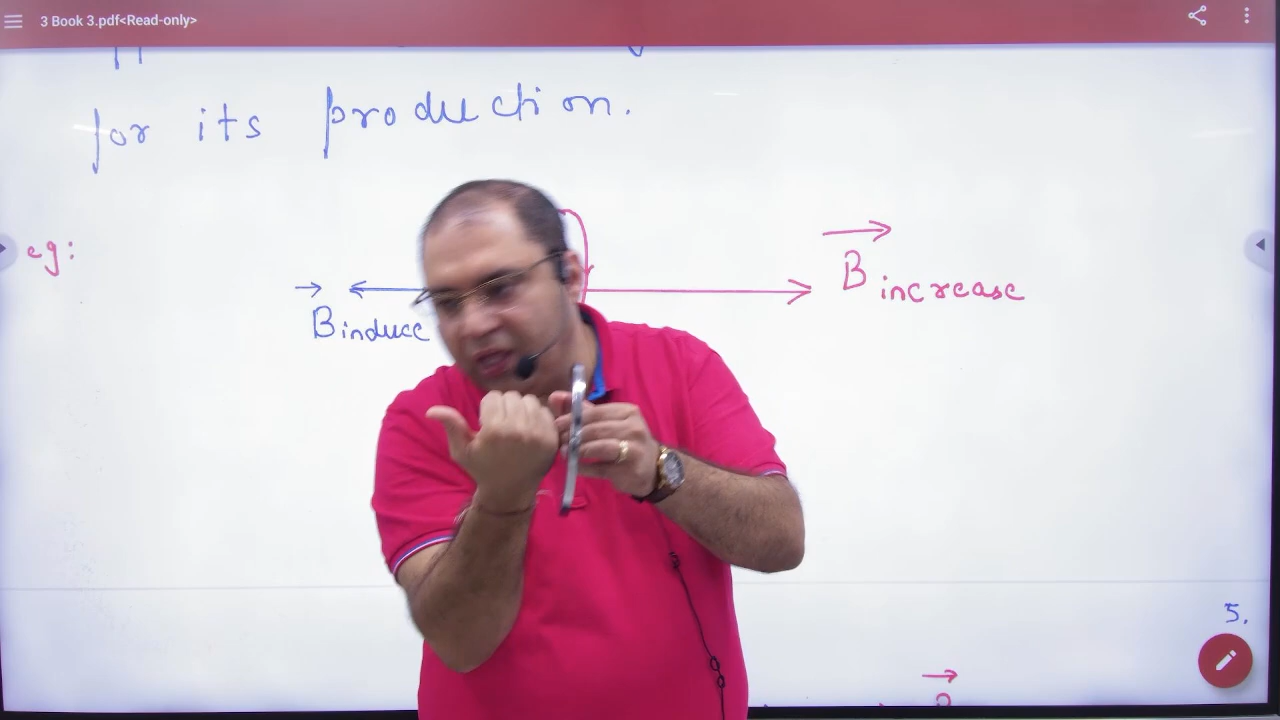 3 Book 3.pdf<Read-only>
for its production.
eg:
B increase
B induce
5.